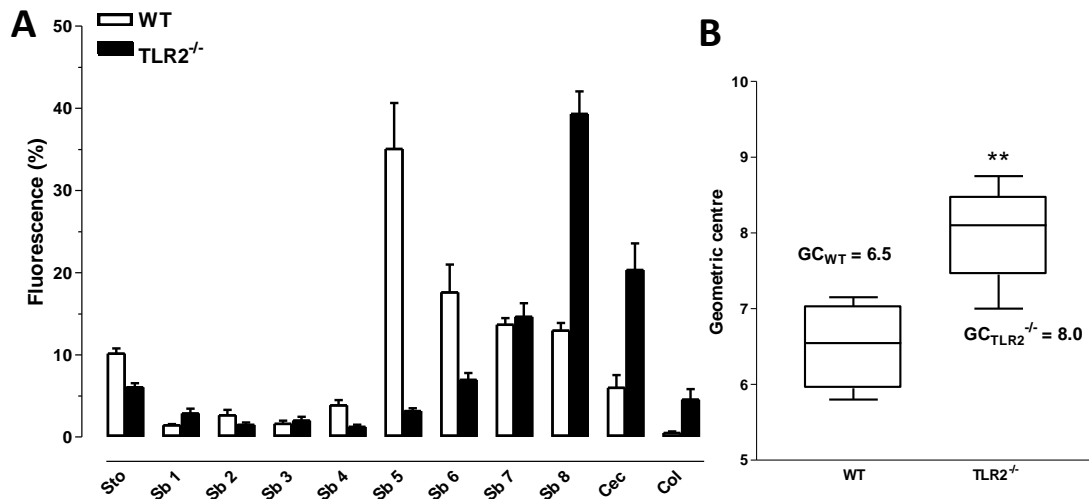 A
WT
TLR2-/-
Fluorescence (%)
50
40
30
20
10
0
Sto
Sb 1
Sb 2
Sb 3
Sb 4
Sb 5
Sb 6
Sb 7
Sb 8
Cec
Col
B
Geometric centre
10
9
8
7
6
5
**
GCWT = 6.5
GCTLR2-/- = 8.0
WT
TLR2-/-